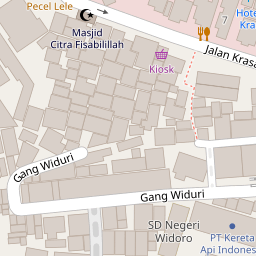 Pecel Lele
Hote
Kra
7
Masjid
Citra Fisabilillah
Jalan Krasa
Kiosk
Gang Widuri
Gang Widuri
SD Negeri
Widoro
PT Kereta
Api Indones